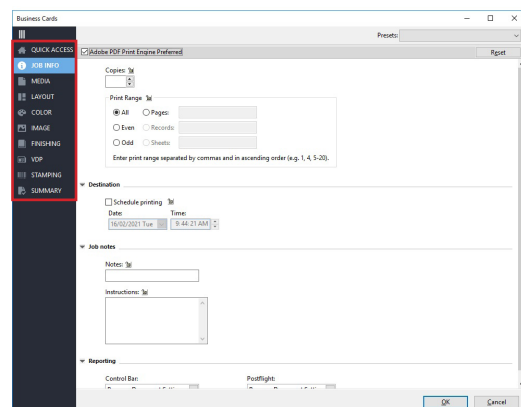 Business Cards
Presets:
QUICK ACCESS
Adobe PDF Print Engine Preferred
Reset
JOB INFO
MEDIA
LAYOUT
COLOR
IMAGE
FINISHING
VDP
STAMPING
SUMMARY
Copies:
Print Range
All Pages:
Even Records:
Odd Sheets:
Enter print range separated by commas and in ascending order (e.g. 1, 4, 5-20).
Destination
Schedule printing
Date: Time:
16/02/2021 Tue 9:44:21 AM
Job notes
Notes:
Instructions:
Reporting
Control Bar: Postflight:
OK Cancel